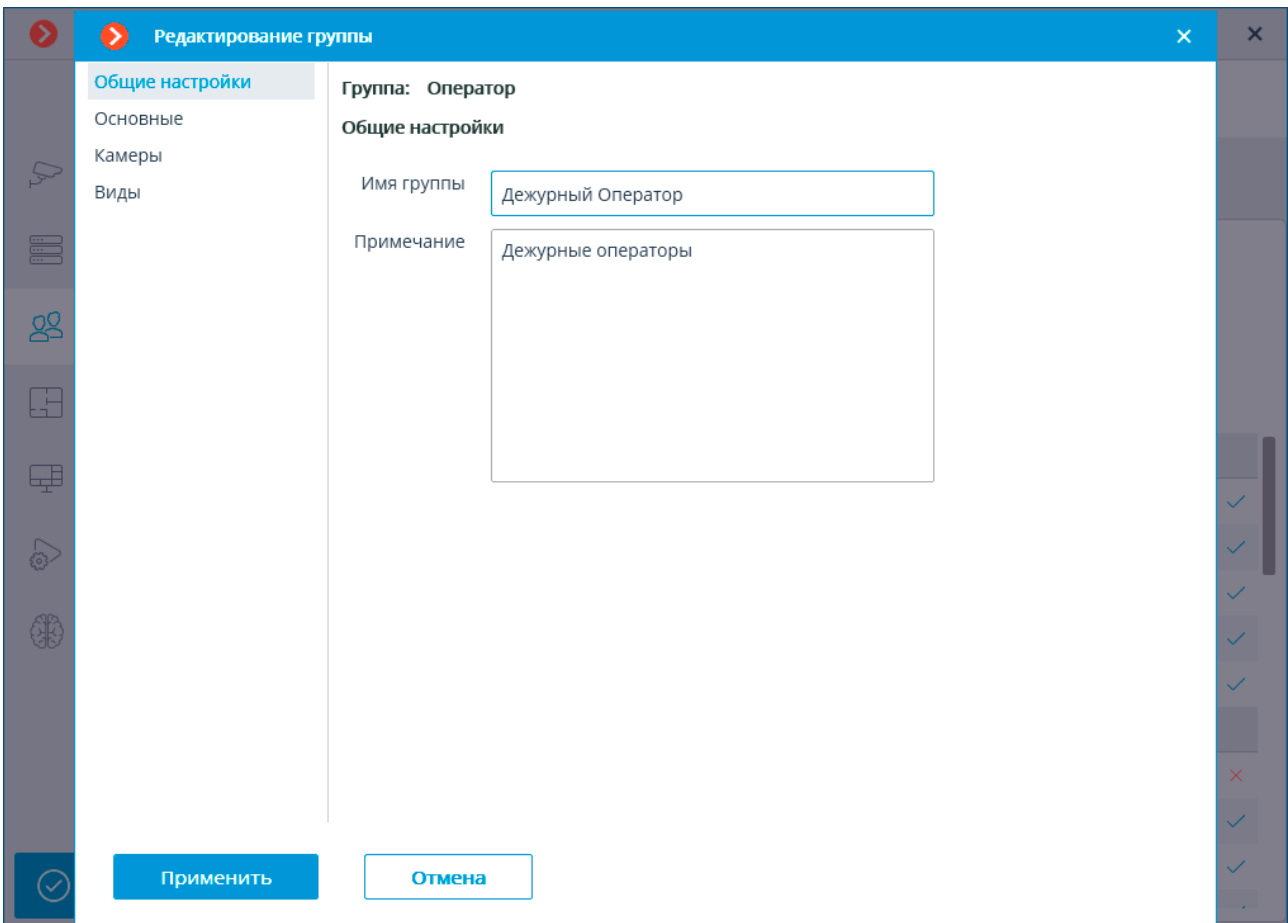 Редактирование группы
Общие настройки
Основные
Камеры
Виды
Группа: Оператор
Общие настройки
Имя группы
Дежурный Оператор
Примечание
Дежурные операторы
Применить
Отмена